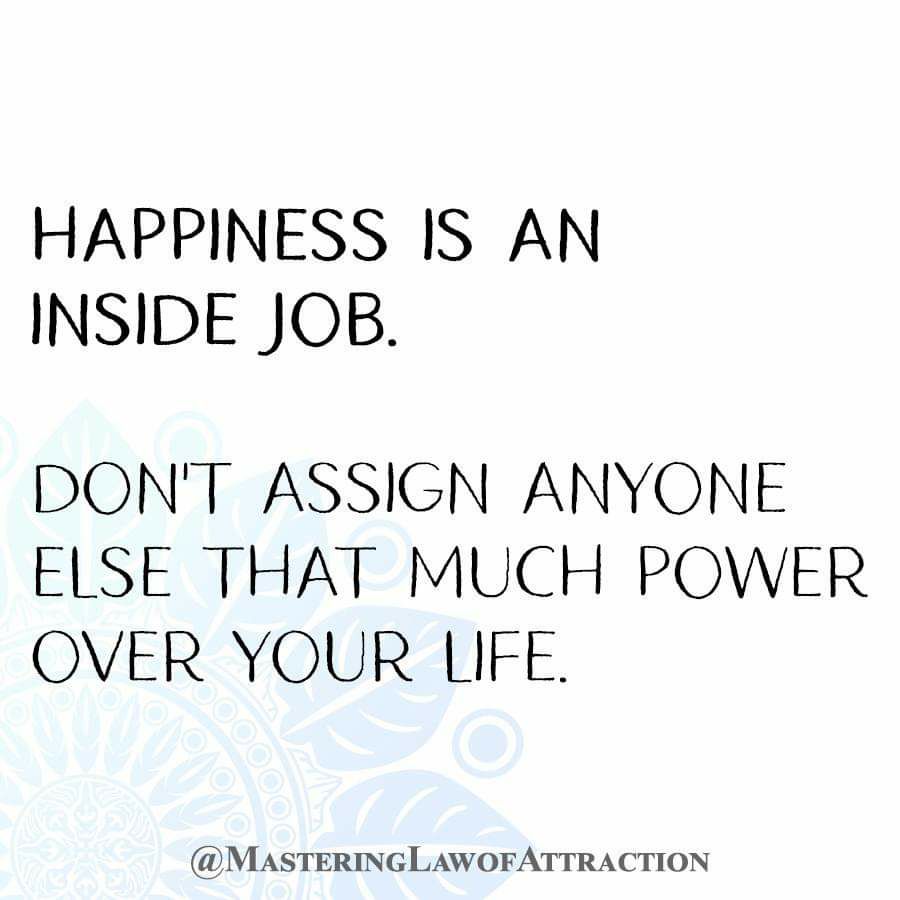 HAPPINESS IS AN
INSIDE JOB.
DON'T ASSIGN ANYONE
ELSE THAT MUCH POWER
OVER YOUR LIFE.
@MASTERINGLAWOFATTRACTION